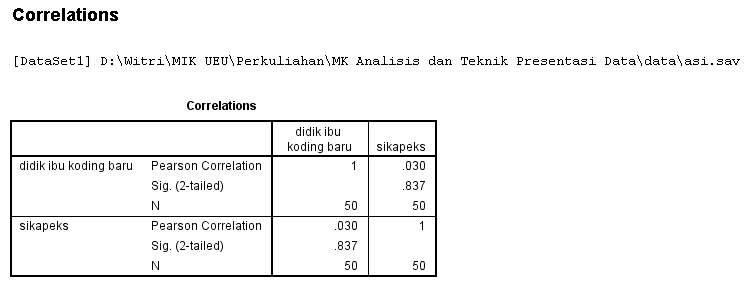 Correlations
[DataSet1] D:\Witri\MIK UEU\Perkuliahan\MK Analisis dan Teknik Presentasi Data\data\asi.sav
Correlations
didik ibu
koding baru sikapeks
didik ibu koding baru Pearson Correlation 1 .030
Sig. (2-tailed) .837
N 50 50
sikapeks Pearson Correlation .030 1
Sig. (2-tailed) .837
N 50 50